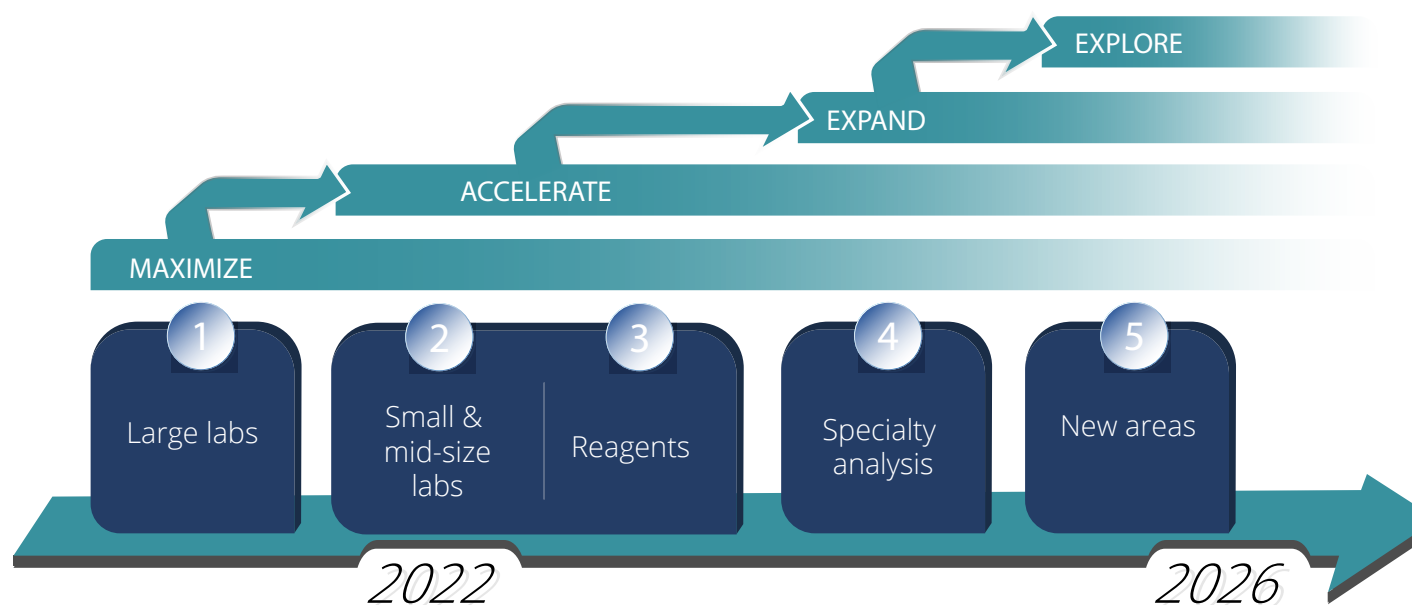 EXPLORE
EXPAND
ACCELERATE
MAXIMIZE
1
2
3
4
5
Large labs
Small &
mid-size
labs
Reagents
Specialty
analysis
New areas
2022
2026